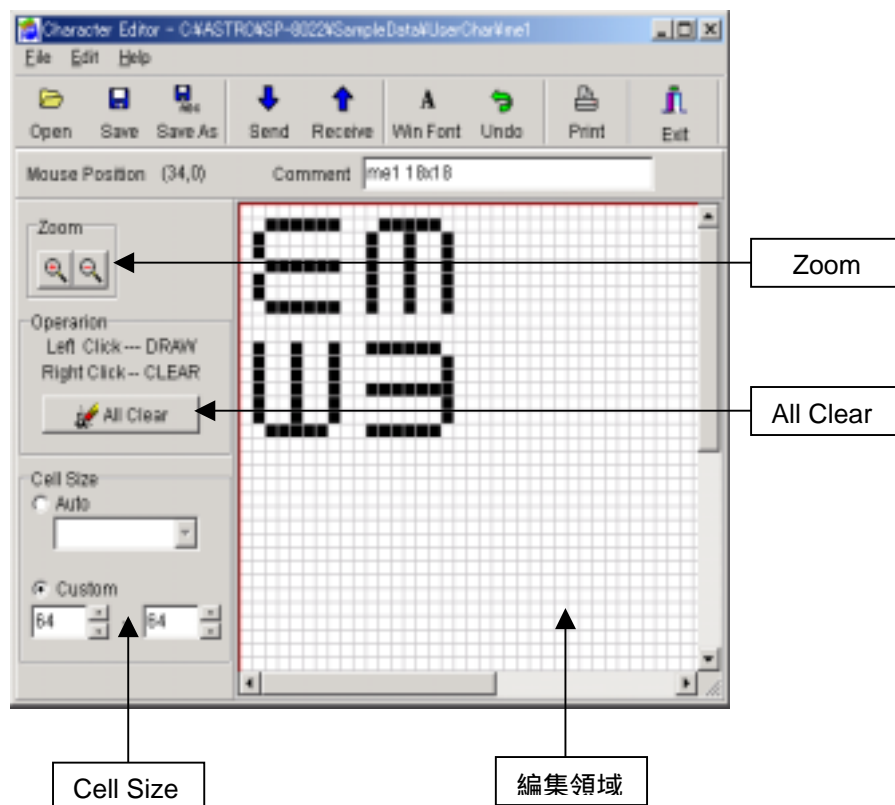 Character Editor - C:¥ASTRO¥SP-8022¥SampleData¥UserChar¥me1
File Edit Help
Open Save Save As Send Receive Win Font Undo Print Exit
Mouse Position (34,0) Comment me1 18x18
Zoom
Zoom
Operarion
Left Click --- DRAW
Right Click -- CLEAR
All Clear
All Clear
Cell Size
Auto
Custom
64 - 64
Cell Size
編集領域